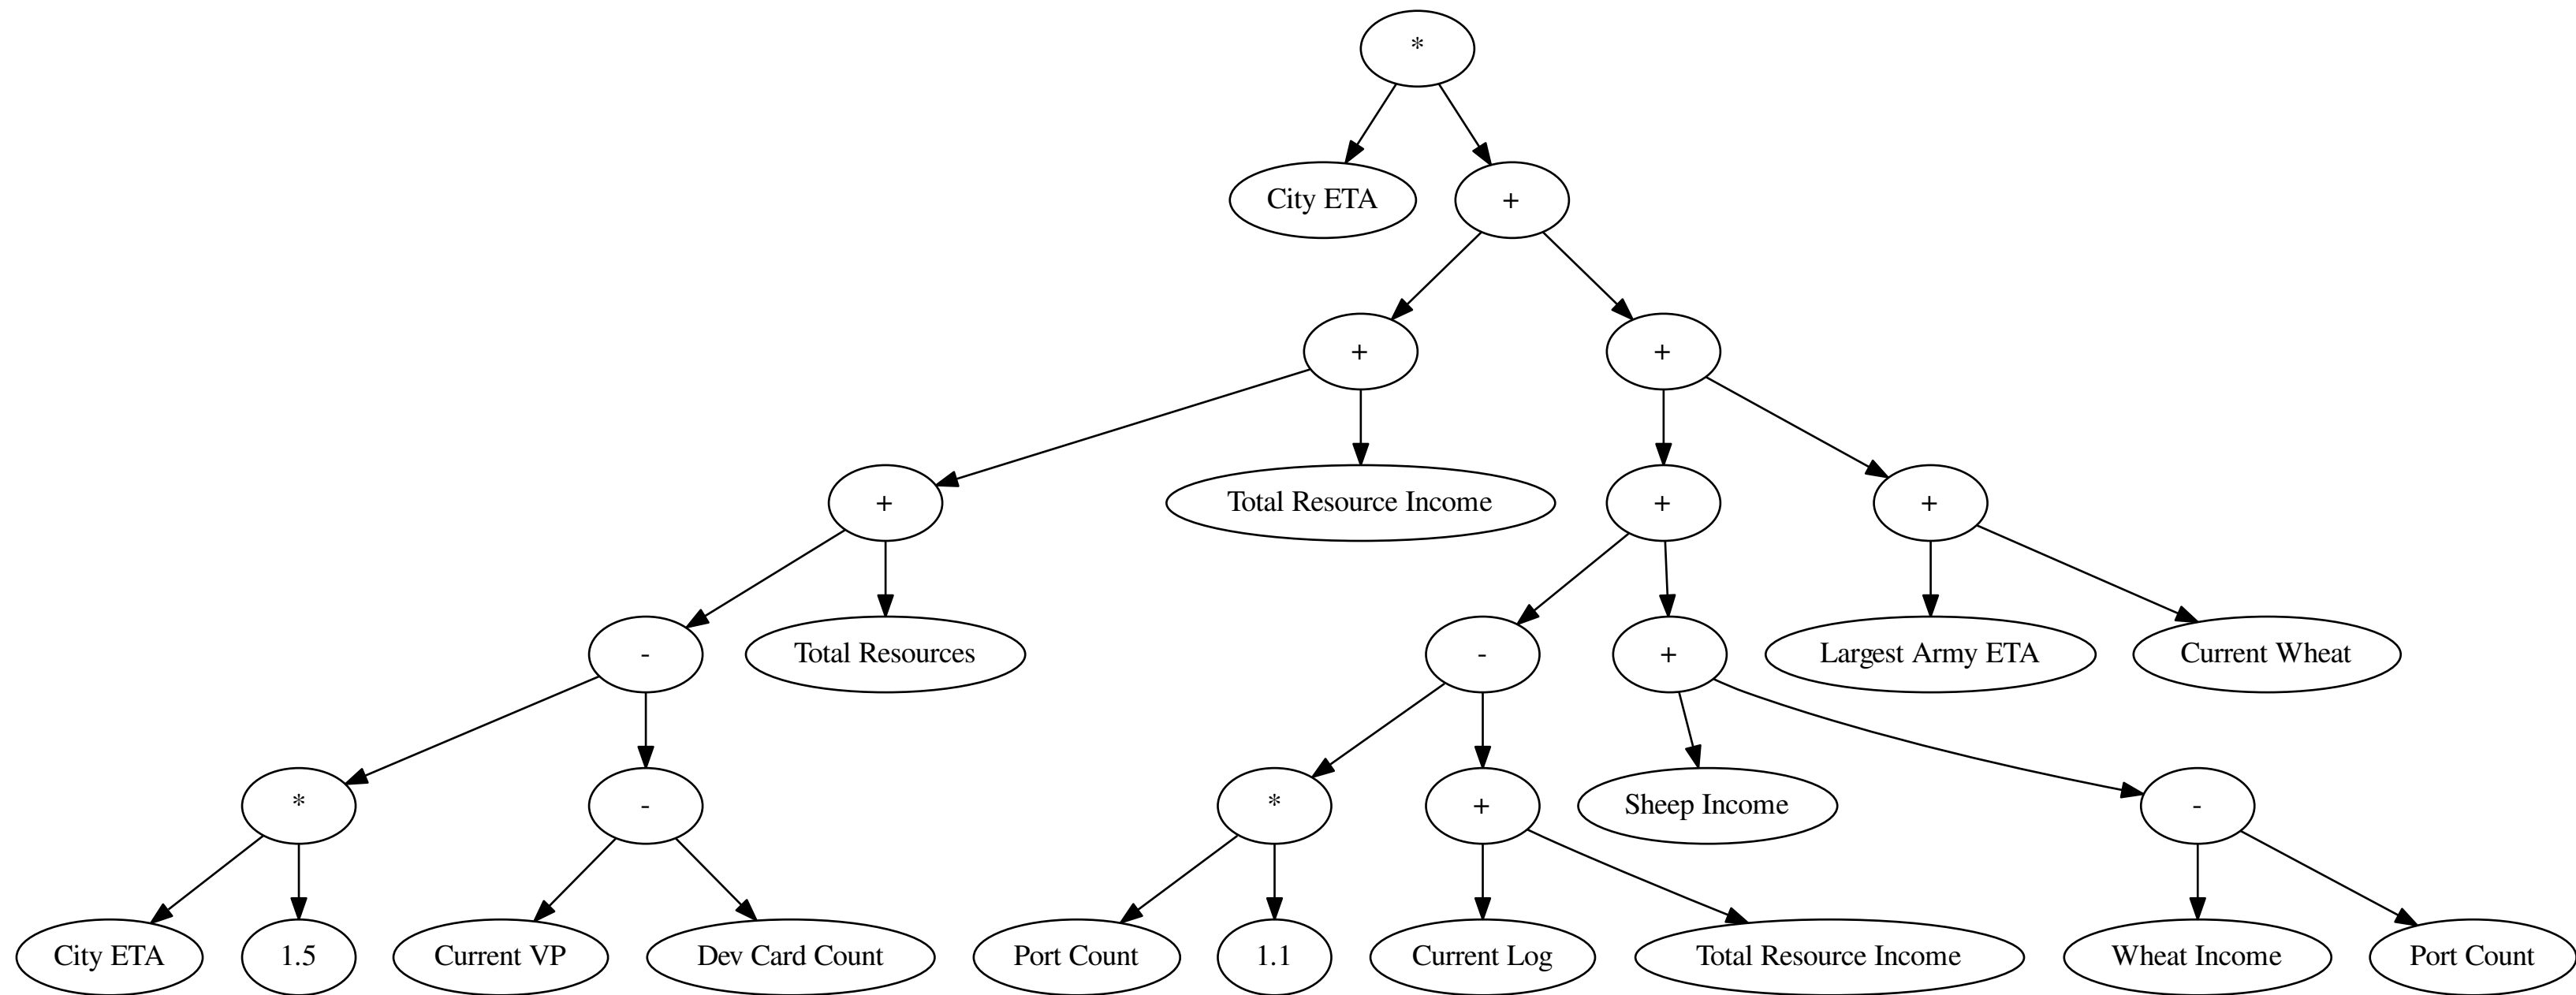 *
City ETA
+
+
+
+
Total Resource Income
+
+
-
Total Resources
-
+
Largest Army ETA
Current Wheat
*
-
*
+
Sheep Income
-
City ETA
1.5
Current VP
Dev Card Count
Port Count
1.1
Current Log
Total Resource Income
Wheat Income
Port Count